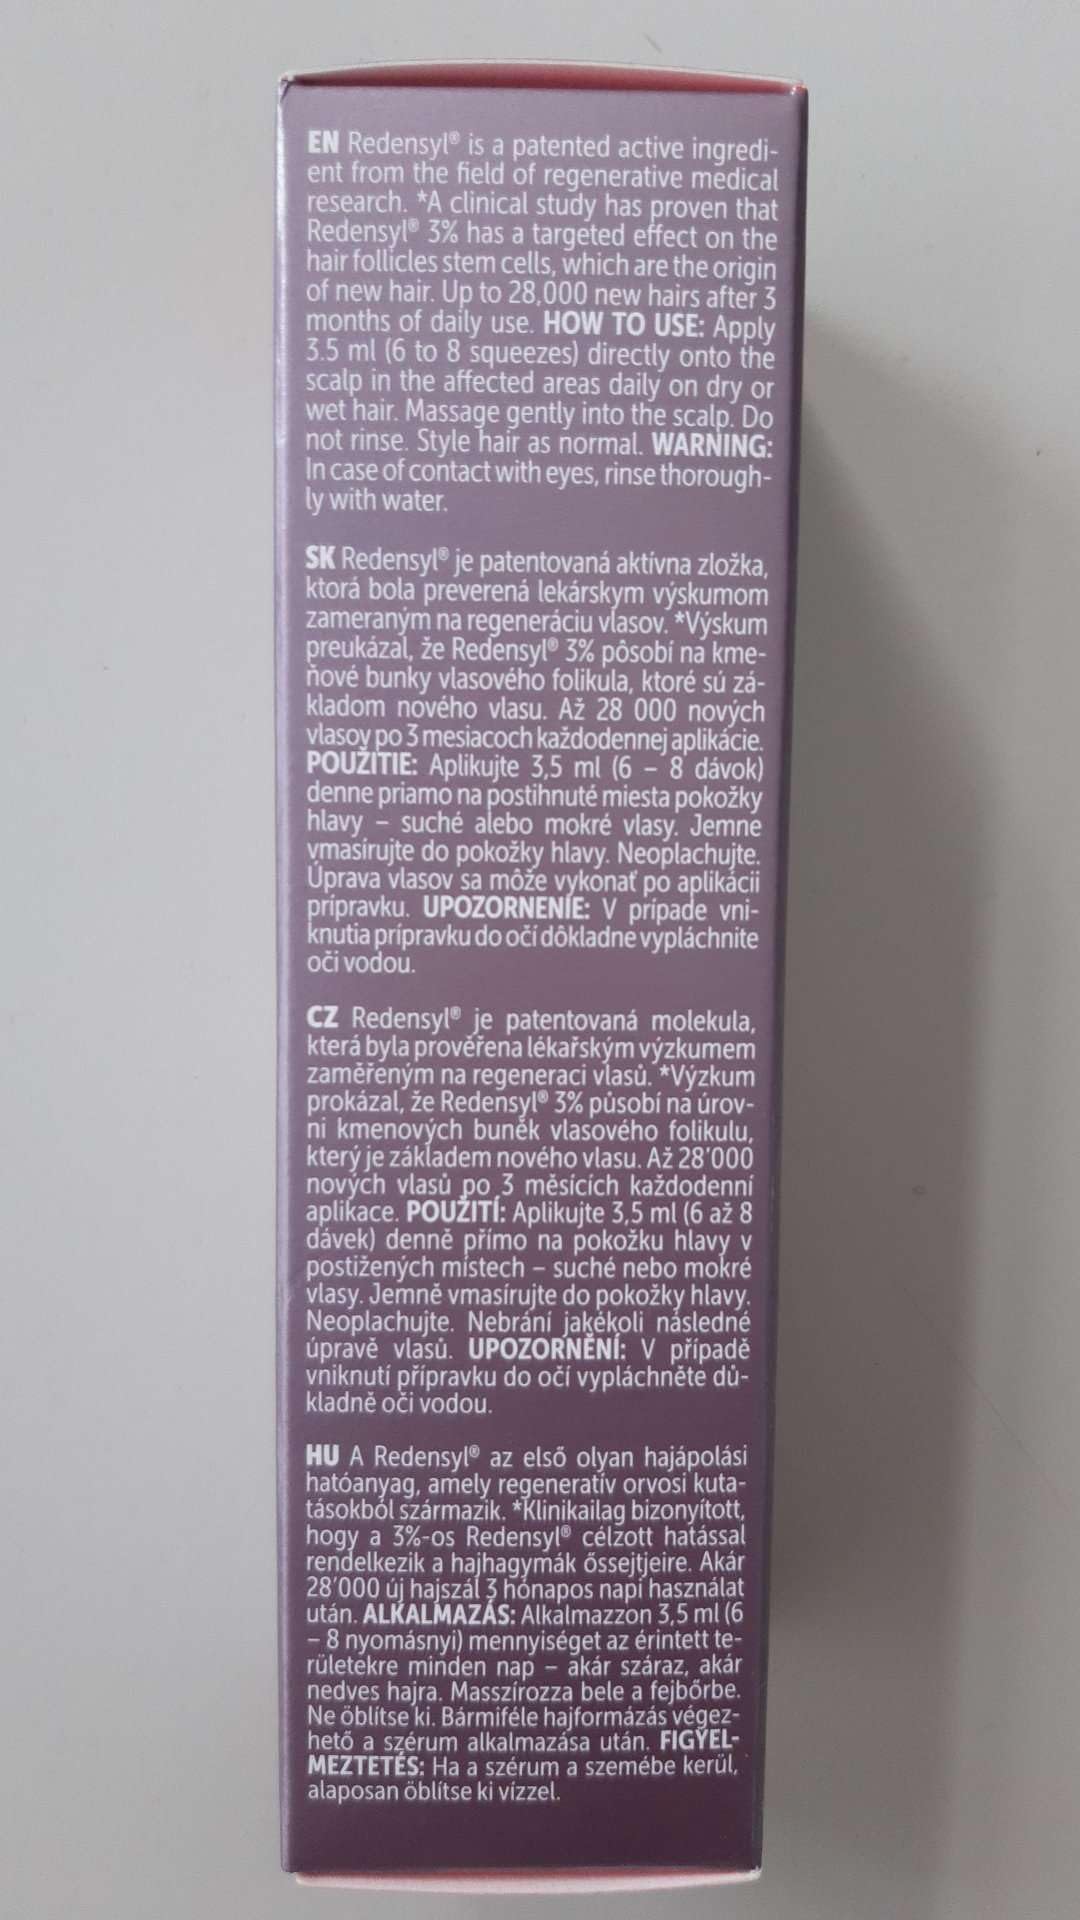 EN Redensyl® is a patented active ingredi-
ent from the field of regenerative medical
research. *A clinical study has proven that
Redensyl® 3% has a targeted effect on the
hair follicles stem cells, which are the origin
of new hair. Up to 28,000 new hairs after 3
months of daily use. HOW TO USE: Apply
3.5 ml (6 to 8 squeezes) directly onto the
scalp in the affected areas daily on dry or
wet hair. Massage gently into the scalp. Do
not rinse. Style hair as normal. WARNING:
In case of contact with eyes, rinse thorough-
ly with water.
SK Redensyl® je patentovaná aktívna zložka,
ktorá bola preverená lekárskym výskumom
zameraným na regeneráciu vlasov. *Výskum
preukázal, že Redensyl® 3% pôsobí na kme-
ňové bunky vlasového folikula, ktoré sú zá-
kladom nového vlasu. Až 28 000 nových
vlasov po 3 mesiacoch každodennej aplikácie.
POUŽITIE: Aplikujte 3,5 ml (6 – 8 dávok)
denne priamo na postihnuté miesta pokožky
hlavy – suché alebo mokré vlasy. Jemne
vmasírujte do pokožky hlavy. Neoplachujte.
Úprava vlasov sa môže vykonať po aplikácii
prípravku. UPOZORNENIE: V prípade vni-
knutia prípravku do očí dôkladne vypláchnite
oči vodou.
CZ Redensyl® je patentovaná molekula,
která byla prověřena lékařským výzkumem
zaměřeným na regeneraci vlasů. *Výzkum
prokázal, že Redensyl® 3% působí na úrov-
ni kmenových buněk vlasového folikulu,
který je základem nového vlasu. Až 28'000
nových vlasů po 3 měsících každodenní
aplikace. POUŽITÍ: Aplikujte 3,5 ml (6 až 8
dávek) denně přímo na pokožku hlavy v
postižených místech – suché nebo mokré
vlasy. Jemně vmasírujte do pokožky hlavy.
Neoplachujte. Nebrání jakékoli následné
úpravě vlasů. UPOZORNĚNÍ: V případě
vniknutí přípravku do očí vypláchněte dů-
kladně oči vodou.
HU A Redensyl® az első olyan hajápolási
hatóanyag, amely regeneratív orvosi kuta-
tásokból származik. *Klinikailag bizonyított,
hogy a 3%-os Redensyl® célzott hatással
rendelkezik a hajhagymák őssejtjeire. Akár
28'000 új hajszál 3 hónapos napi használat
után. ALKALMAZÁS: Alkalmazzon 3,5 ml (6
– 8 nyomásnyi) mennyiséget az érintett te-
rületekre minden nap – akár száraz, akár
nedves hajra. Masszírozza bele a fejbőrbe.
Ne öblítse ki. Bármiféle hajformázás végez-
hető a szérum alkalmazása után. FIGYEL-
MEZTETÉS: Ha a szérum a szemébe kerül,
alaposan öblítse ki vízzel.